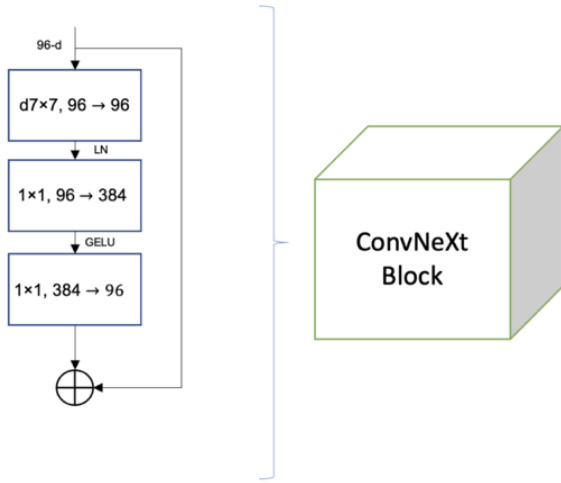 96-d
d7×7, 96 → 96
LN
1×1, 96 → 384
GELU
1×1, 384 → 96
ConvNeXt
Block